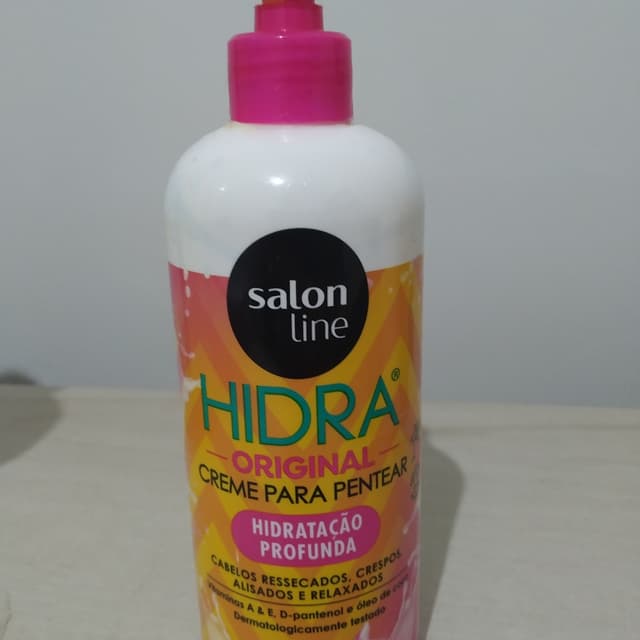 salon
line
HIDRA®
ORIGINAL
CREME PARA PENTEAR
HIDRATAÇÃO
PROFUNDA
CABELOS RESSECADOS, CRESPOS,
ALISADOS E RELAXADOS
Vitaminas A & E, D-pantenol e óleo de
Dermatologicamente testado